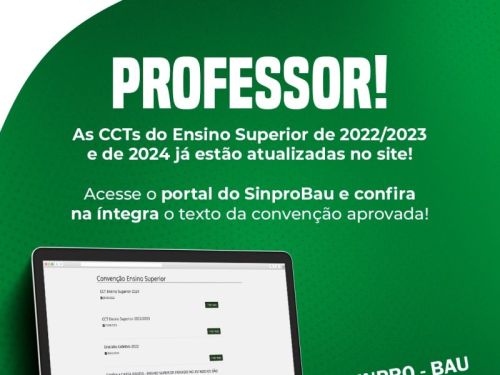 PROFESSOR!
As CCTs do Ensino Superior de 2022/2023
e de 2024 já estão atualizadas no site!
Acesse o portal do SinproBau e confira
na íntegra o texto da convenção aprovada!
Convenção Ensino Superior
CCT Ensino Superior 2024
CCT Ensino Superior 2022/2023
- BAU